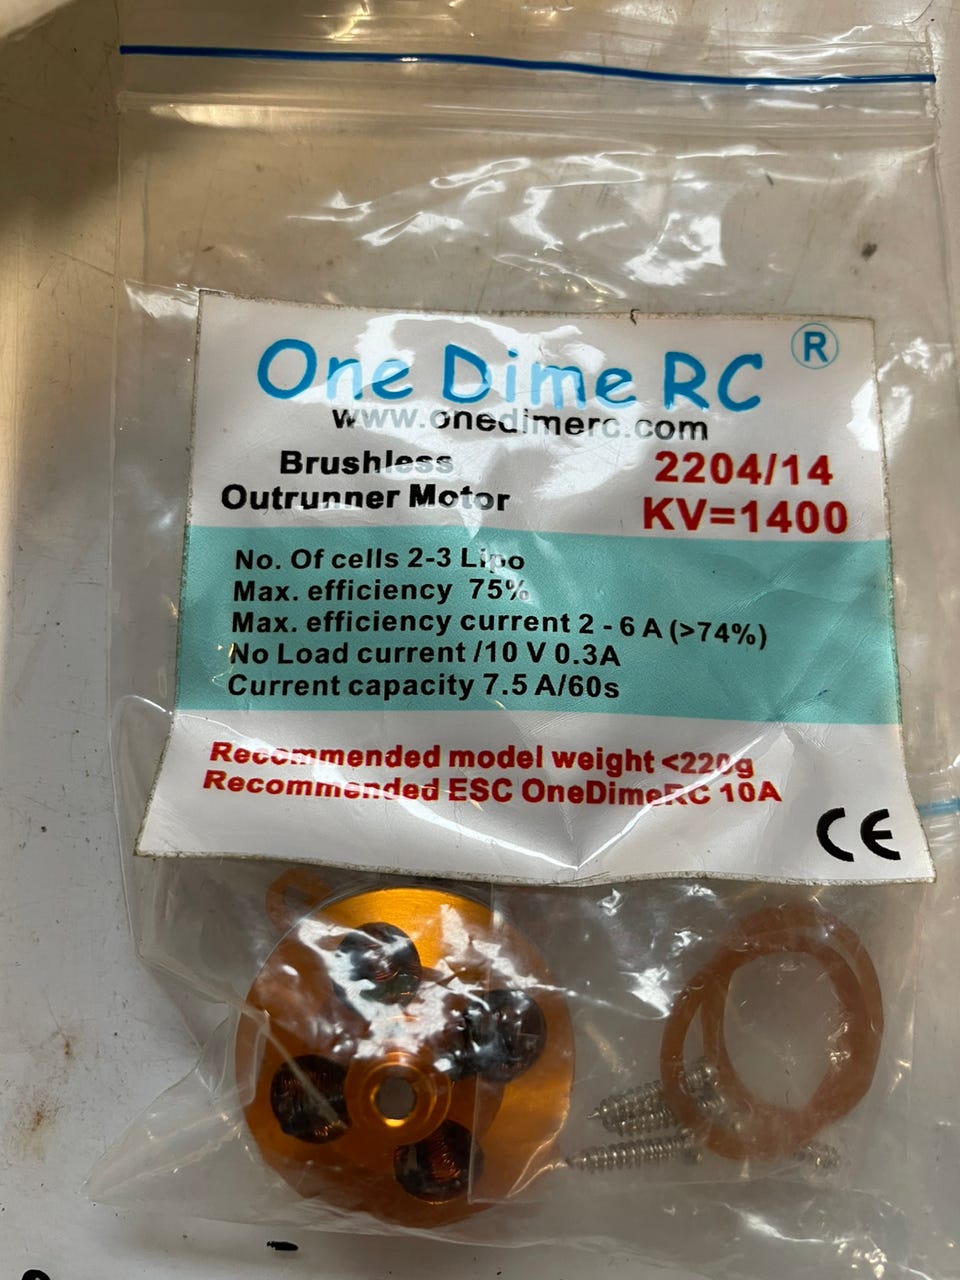 One Dime RC ®
www.onedimerc.com
Brushless
Outrunner Motor
2204/14
KV=1400
No. Of cells 2-3 Lipo
Max. efficiency 75%
Max. efficiency current 2 - 6 A (>74%)
No Load current /10 V 0.3A
Current capacity 7.5 A/60s
Recommended model weight <220g
Recommended ESC OneDimeRC 10A
CE